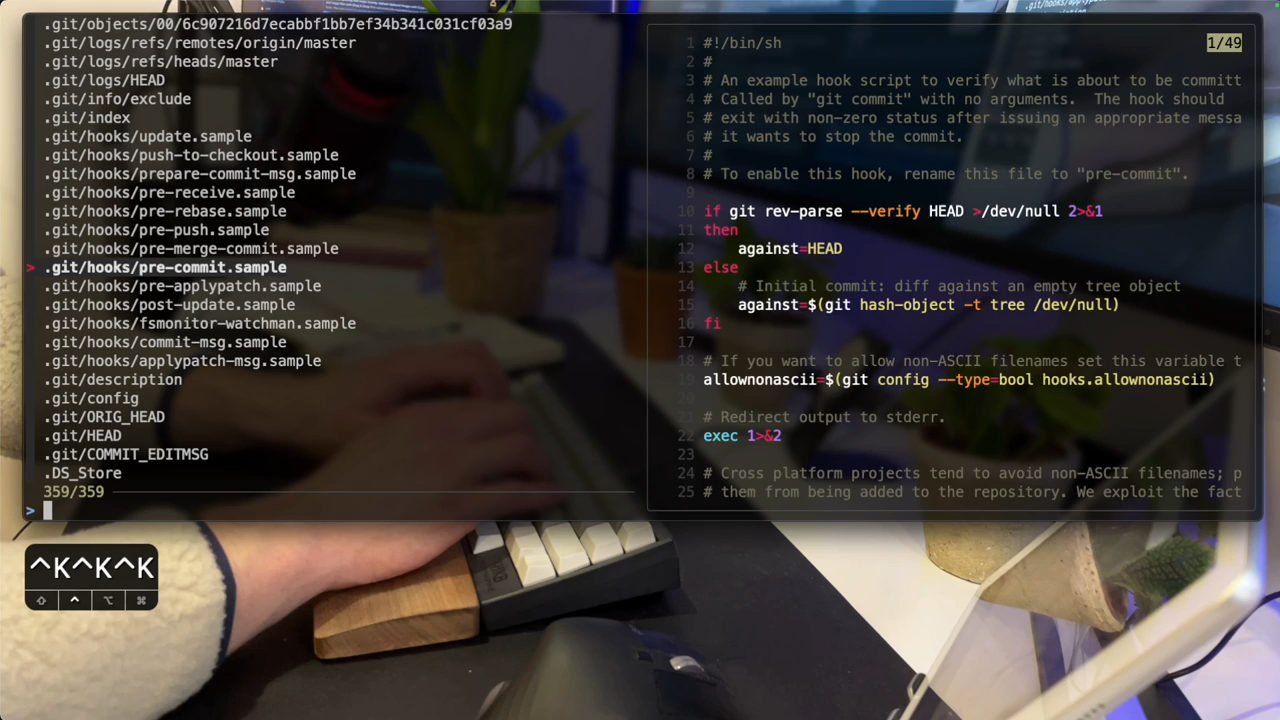 .git/objects/00/6c907216d7ecabbf1bb7ef34b341c031cf03a9
.git/logs/refs/remotes/origin/master
.git/logs/refs/heads/master
.git/logs/HEAD
.git/info/exclude
.git/index
.git/hooks/update.sample
.git/hooks/push-to-checkout.sample
.git/hooks/prepare-commit-msg.sample
.git/hooks/pre-receive.sample
.git/hooks/pre-rebase.sample
.git/hooks/pre-push.sample
.git/hooks/pre-merge-commit.sample
> .git/hooks/pre-commit.sample
.git/hooks/pre-applypatch.sample
.git/hooks/post-update.sample
.git/hooks/fsmonitor-watchman.sample
.git/hooks/commit-msg.sample
.git/hooks/applypatch-msg.sample
.git/description
.git/config
.git/ORIG_HEAD
.git/HEAD
.git/COMMIT_EDITMSG
.DS_Store
359/359
>
1 #!/bin/sh 1/49
2 #
3 # An example hook script to verify what is about to be committ
4 # Called by "git commit" with no arguments.  The hook should
5 # exit with non-zero status after issuing an appropriate messa
6 # it wants to stop the commit.
7 #
8 # To enable this hook, rename this file to "pre-commit".
9
10 if git rev-parse --verify HEAD >/dev/null 2>&1
11 then
12     against=HEAD
13 else
14     # Initial commit: diff against an empty tree object
15     against=$(git hash-object -t tree /dev/null)
16 fi
17
18 # If you want to allow non-ASCII filenames set this variable t
19 allownonascii=$(git config --type=bool hooks.allownonascii)
20
21 # Redirect output to stderr.
22 exec 1>&2
23
24 # Cross platform projects tend to avoid non-ASCII filenames; p
25 # them from being added to the repository. We exploit the fact
^K^K^K
⇧ ^ ⌥ ⌘